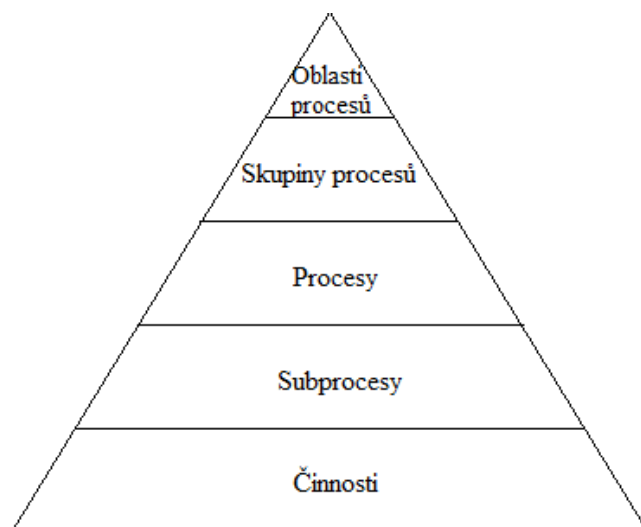 Oblasti
procesů
Skupiny procesů
Procesy
Subprocesy
Činnosti